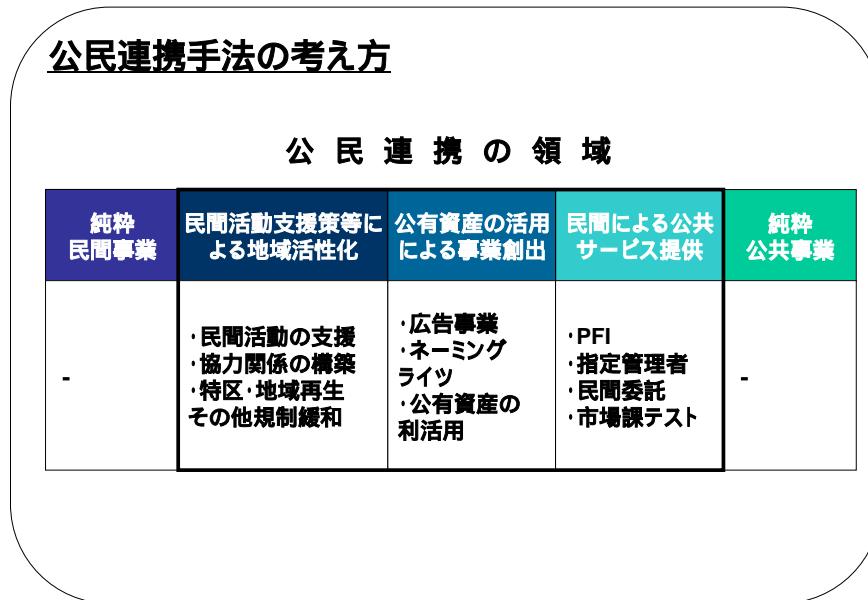 公民連携手法の考え方
公 民 連 携 の 領 域
純粋
民間事業
民間活動支援策等に
よる地域活性化
公有資産の活用
による事業創出
民間による公共
サービス提供
純粋
公共事業
-
・民間活動の支援
・協力関係の構築
・特区・地域再生
その他規制緩和
・広告事業
・ネーミング
ライツ
・公有資産の
利活用
・PFI
・指定管理者
・民間委託
・市場課テスト
-